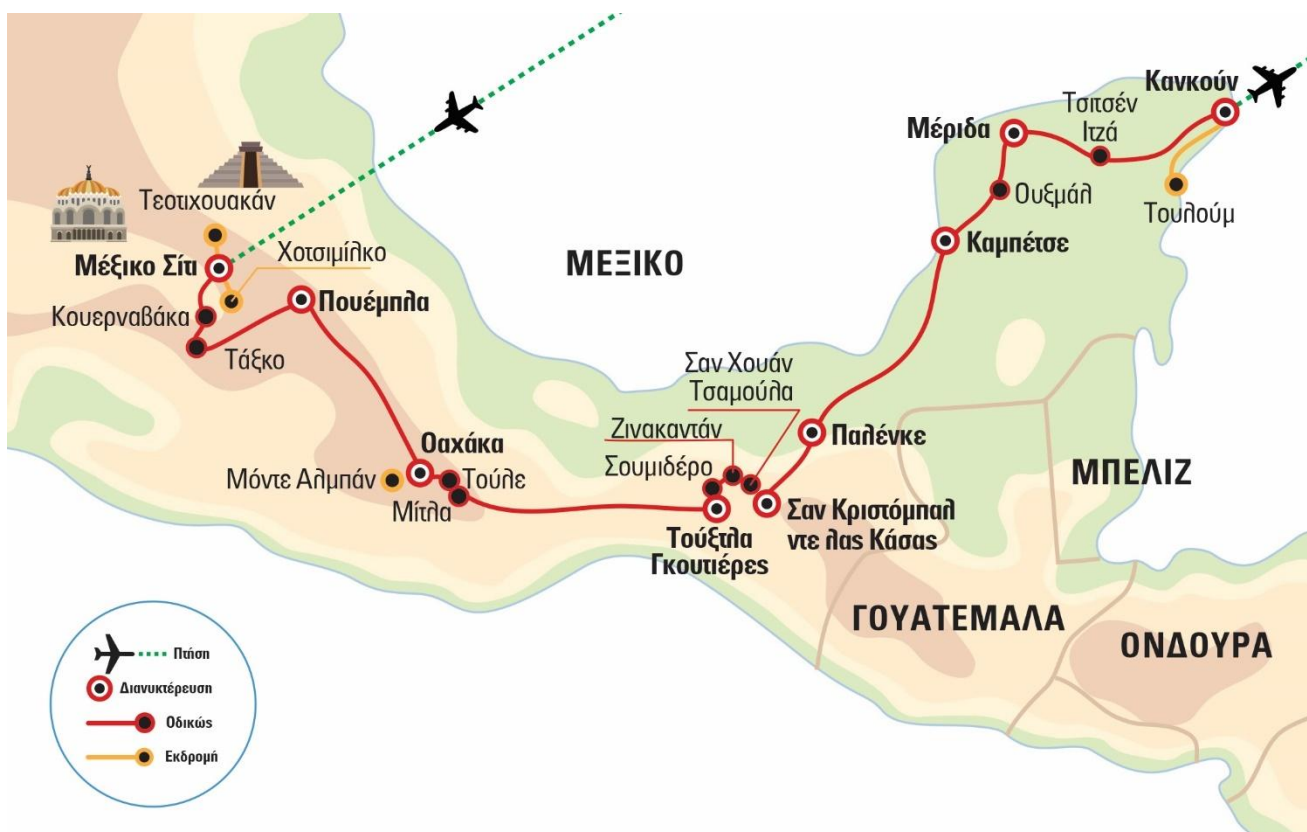 Κανκούν
Τσιτσέν
Ιτζά
Μέριδα
Ουξμάλ
Τουλούμ
Τεοτιχουακάν
Χοτσιμίλκο
Μέξικο Σίτι
ΜΕΞΙΚΟ
Καμπέτσε
Πουέμπλα
Κουερναβάκα
Τάξκο
Σαν Χουάν
Τσαμούλα
Ζινακαντάν
Παλένκε
Οαχάκα
Σουμιδέρο
Μόντε Αλμπάν
Τούλε
Μίτλα
ΜΠΕΛΙΖ
Σαν Κριστόμπαλ
ντε λας Κάσας
Τούξτλα
Γκουτιέρες
ΓΟΥΑΤΕΜΑΛΑ
ΟΝΔΟΥΡΑ
Πτήση
Διανυκτέρευση
Οδικώς
Εκδρομή